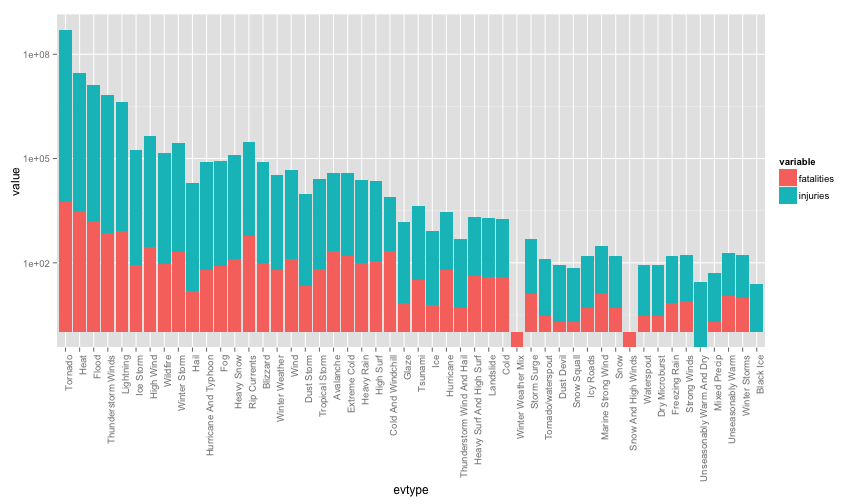 1e+08
1e+05
1e+02
value
Tornado
Heat
Flood
Thunderstorm Winds
Lightning
Ice Storm
High Wind
Wildfire
Winter Storm
Hail
Hurricane And Typhoon
Fog
Heavy Snow
Rip Currents
Blizzard
Winter Weather
Wind
Dust Storm
Tropical Storm
Avalanche
Extreme Cold
Heavy Rain
High Surf
Cold And Windchill
Glaze
Tsunami
Ice
Hurricane
Thunderstorm Wind And Hail
Heavy Surf And High Surf
Landslide
Cold
Winter Weather Mix
Storm Surge
Tornado/waterspout
Dust Devil
Snow Squall
Icy Roads
Marine Strong Wind
Snow
Snow And High Winds
Waterspout
Dry Microburst
Freezing Rain
Strong Winds
Unseasonably Warm And Dry
Mixed Precip
Unseasonably Warm
Winter Storms
Black Ice
evtype
variable
fatalities
injuries